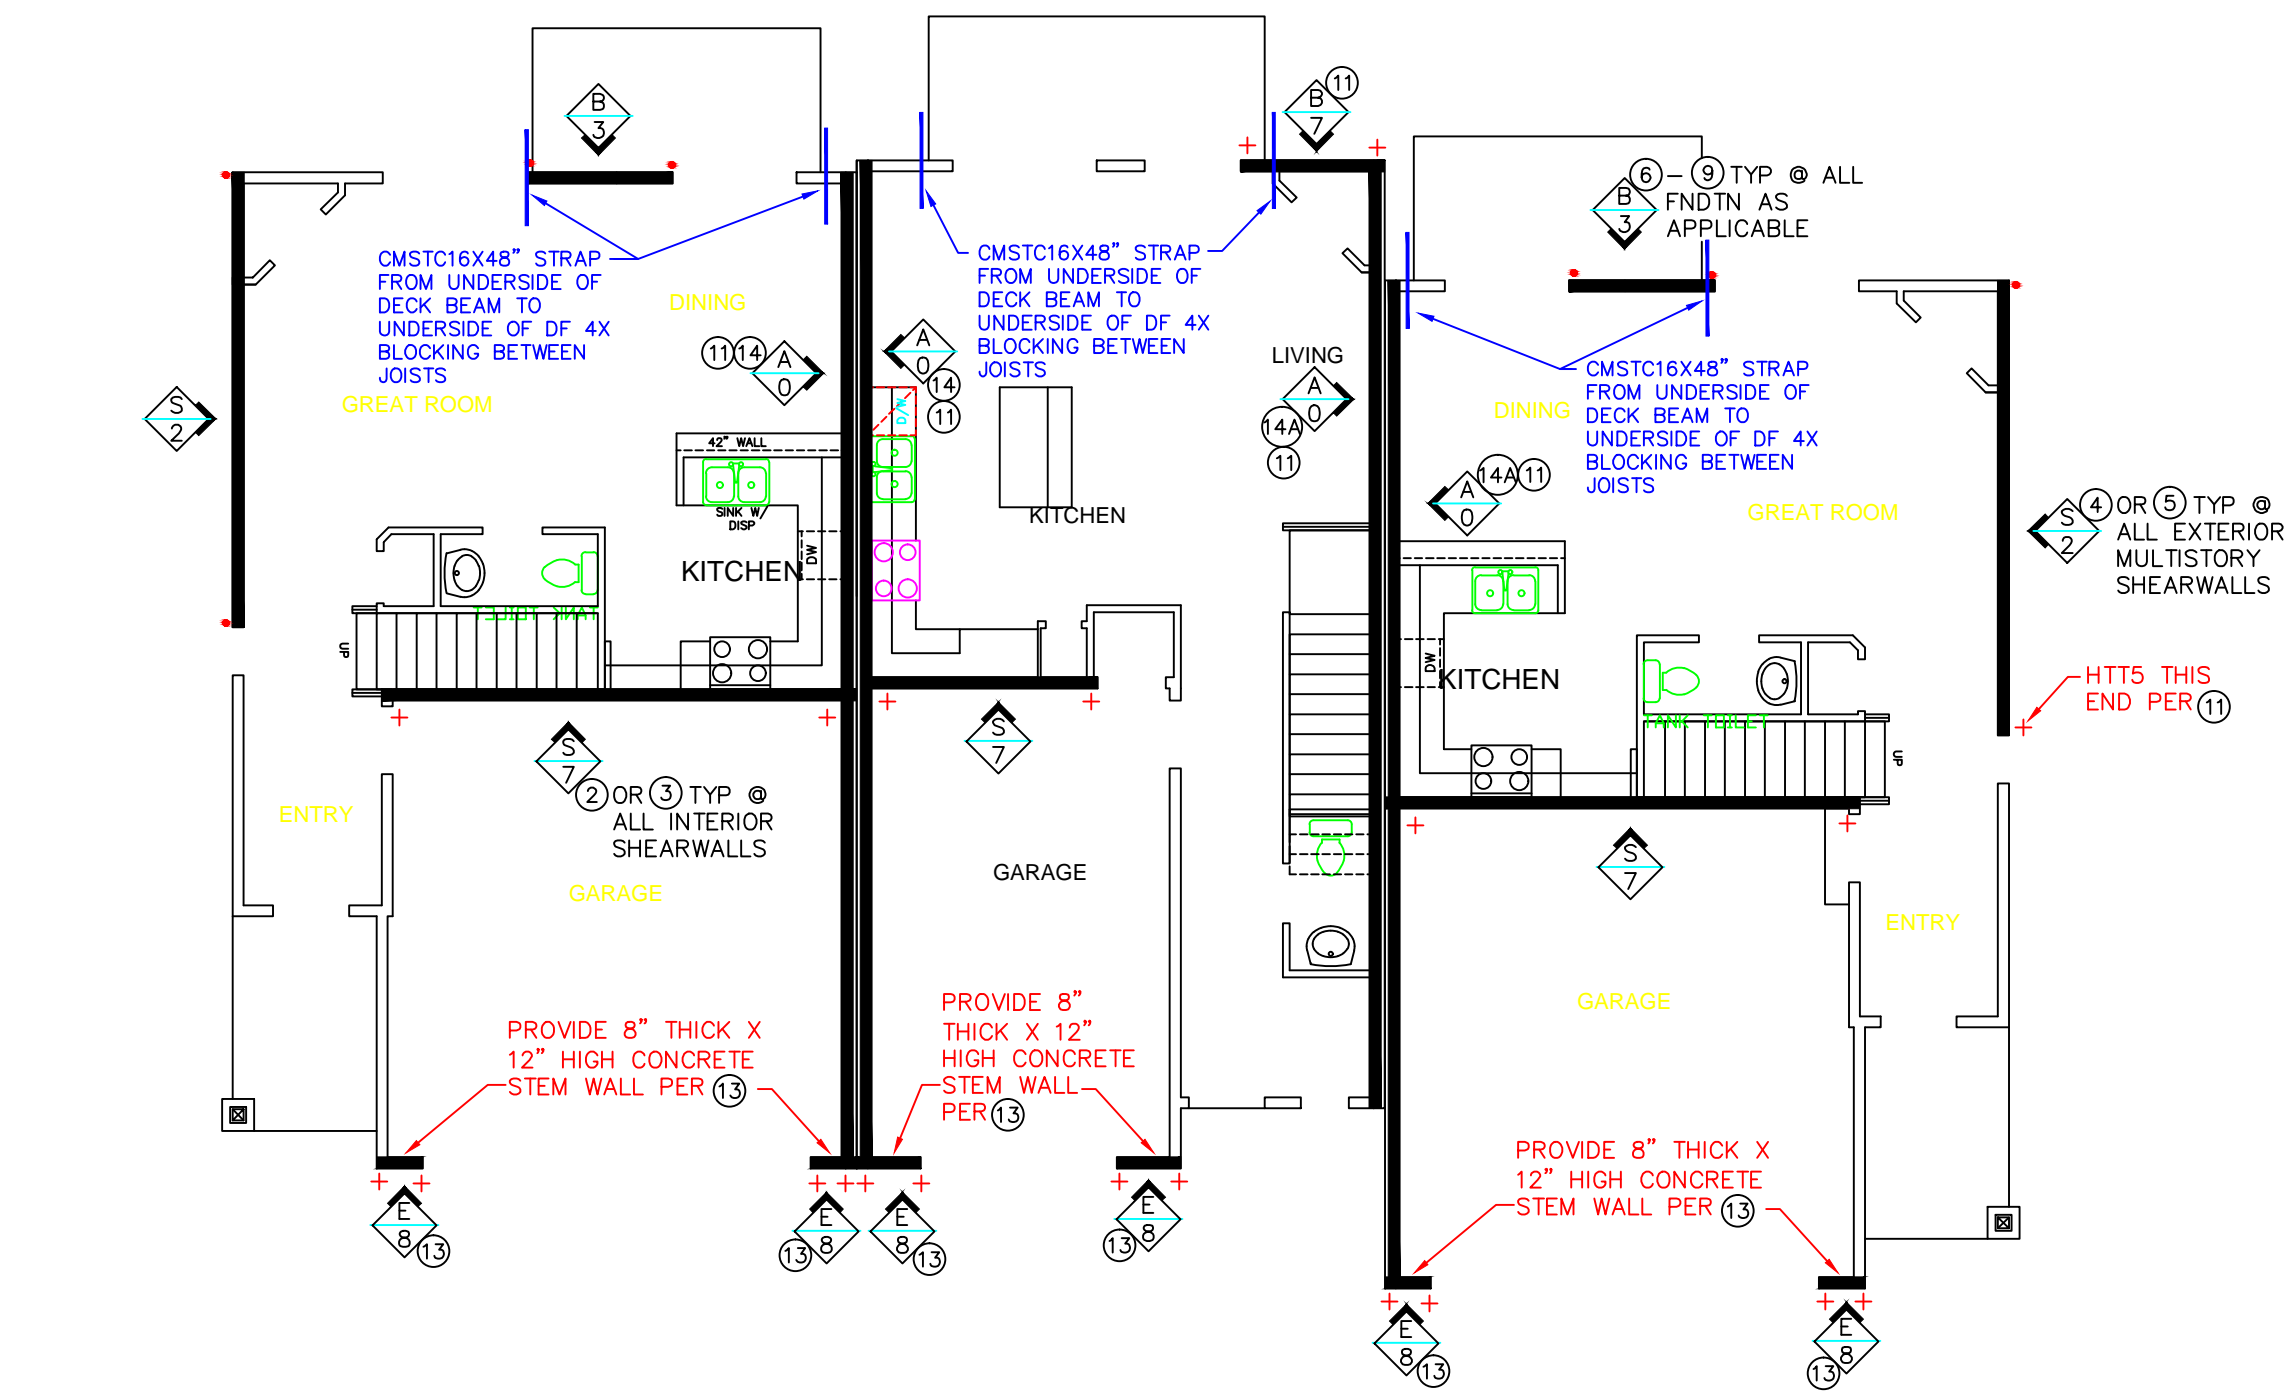 B
3
B
7
11
6 – 9 TYP @ ALL
FNDTN AS
APPLICABLE
B
3
CMSTC16X48" STRAP
FROM UNDERSIDE OF
DECK BEAM TO
UNDERSIDE OF DF 4X
BLOCKING BETWEEN
JOISTS
CMSTC16X48" STRAP
FROM UNDERSIDE OF
DECK BEAM TO
UNDERSIDE OF DF 4X
BLOCKING BETWEEN
JOISTS
CMSTC16X48" STRAP
FROM UNDERSIDE OF
DECK BEAM TO
UNDERSIDE OF DF 4X
BLOCKING BETWEEN
JOISTS
DINING
GREAT ROOM
11 14
A
0
A
0
14
11
LIVING
A
0
14A
11
DINING
GREAT ROOM
A
0
14A 11
S
2
S
2
4 OR 5 TYP @
ALL EXTERIOR
MULTISTORY
SHEARWALLS
42" WALL
SINK W/
DISP
D/W
DW
KITCHEN
KITCHEN
DW
KITCHEN
TANK TOILET
TANK TOILET
UP
UP
HTT5 THIS
END PER 11
S
7
2 OR 3 TYP @
ALL INTERIOR
SHEARWALLS
S
7
S
7
ENTRY
GARAGE
GARAGE
GARAGE
ENTRY
PROVIDE 8" THICK X
12" HIGH CONCRETE
STEM WALL PER 13
PROVIDE 8"
THICK X 12"
HIGH CONCRETE
STEM WALL
PER 13
PROVIDE 8" THICK X
12" HIGH CONCRETE
STEM WALL PER 13
E
8
13
E
8
13
E
8
13
E
8
13
E
8
13
E
8
13